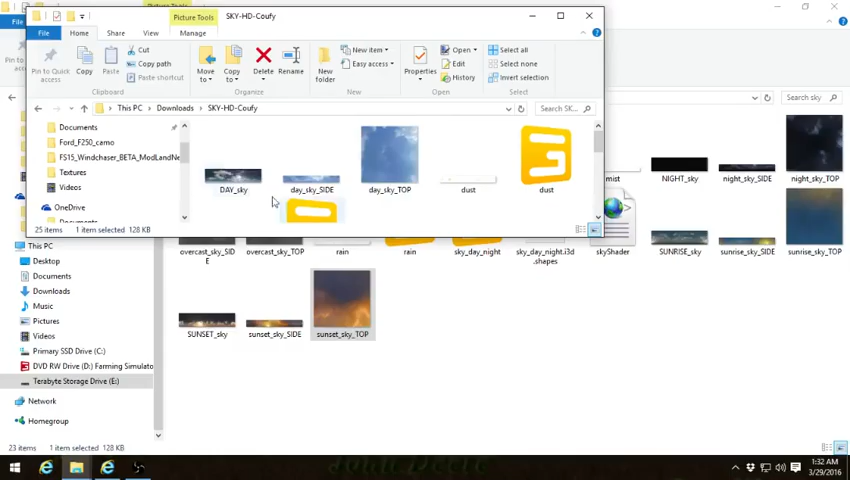 Picture Tools
SKY-HD-Coufy
File
Home
Share
View
Manage
Pin to Quick access
Copy
Paste
Cut
Copy path
Paste shortcut
Clipboard
Move to
Copy to
Delete
Rename
Organize
New folder
New item
Easy access
New
Properties
Open
Edit
History
Open
Select all
Select none
Invert selection
Select
This PC
Downloads
SKY-HD-Coufy
Search SK...
Search sky
Documents
Ford_F250_camo
FS15_Windchaser_BETA_ModLandNe
Textures
Videos
OneDrive
Documents
DAY_sky
day_sky_SIDE
day_sky_TOP
dust
dust
25 items
1 item selected
128 KB
mist
NIGHT_sky
night_sky_SIDE
night_sky_TOP
overcast_sky_SIDE
overcast_sky_TOP
rain
rain
sky_day_night
sky_day_night.i3d.shapes
skyShader
SUNRISE_sky
sunrise_sky_SIDE
sunrise_sky_TOP
SUNSET_sky
sunset_sky_SIDE
sunset_sky_TOP
This PC
Desktop
Documents
Downloads
Music
Pictures
Videos
Primary SSD Drive (C:)
DVD RW Drive (D:) Farming Simulato
Terabyte Storage Drive (E:)
Network
Homegroup
23 items
1 item selected 128 KB
John Deere
1:32 AM
3/29/2016